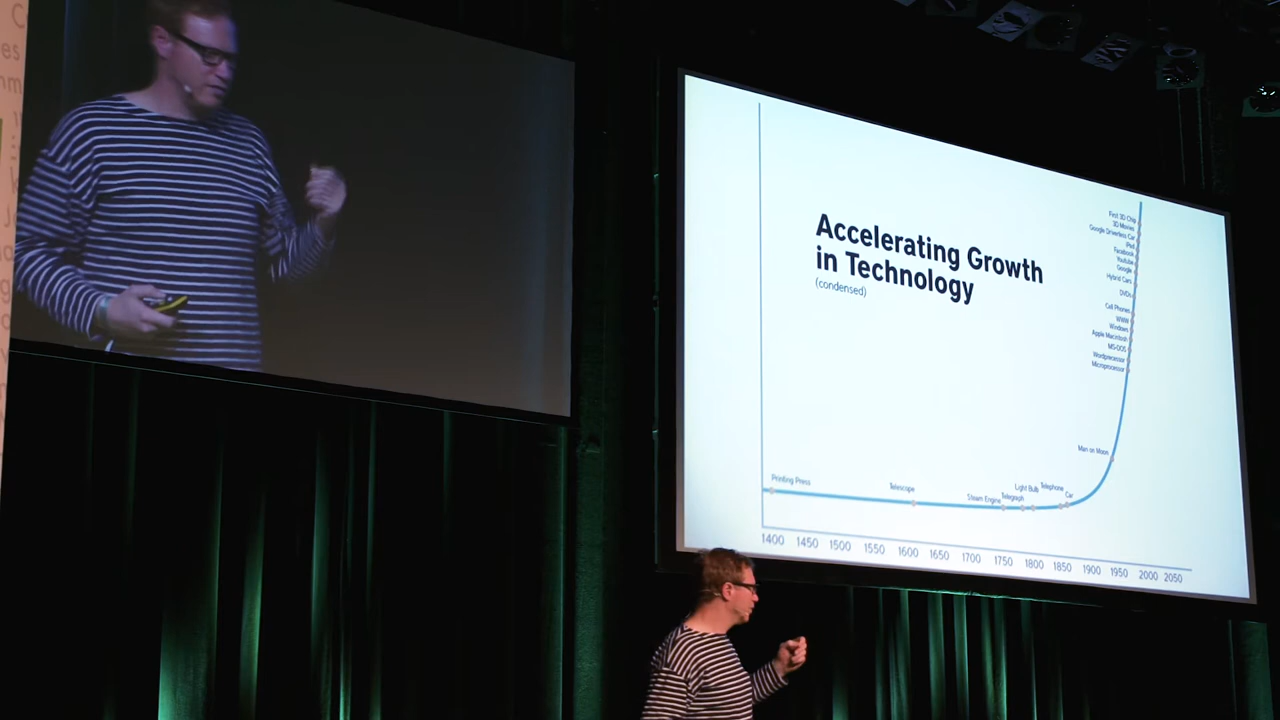 Accelerating Growth
in Technology
(condensed)
First 3D Chip
3D Movies
Google Driverless Car
iPad
Facebook
Youtube
Google
Hybrid Cars
DVDs
Cell Phones
WWW
Windows
Apple Macintosh
MS-DOS
Wordprocessor
Microprocessor
Man on Moon
Printing Press
Telescope
Steam Engine
Telegraph
Light Bulb
Telephone
Car
1400 1450 1500 1550 1600 1650 1700 1750 1800 1850 1900 1950 2000 2050